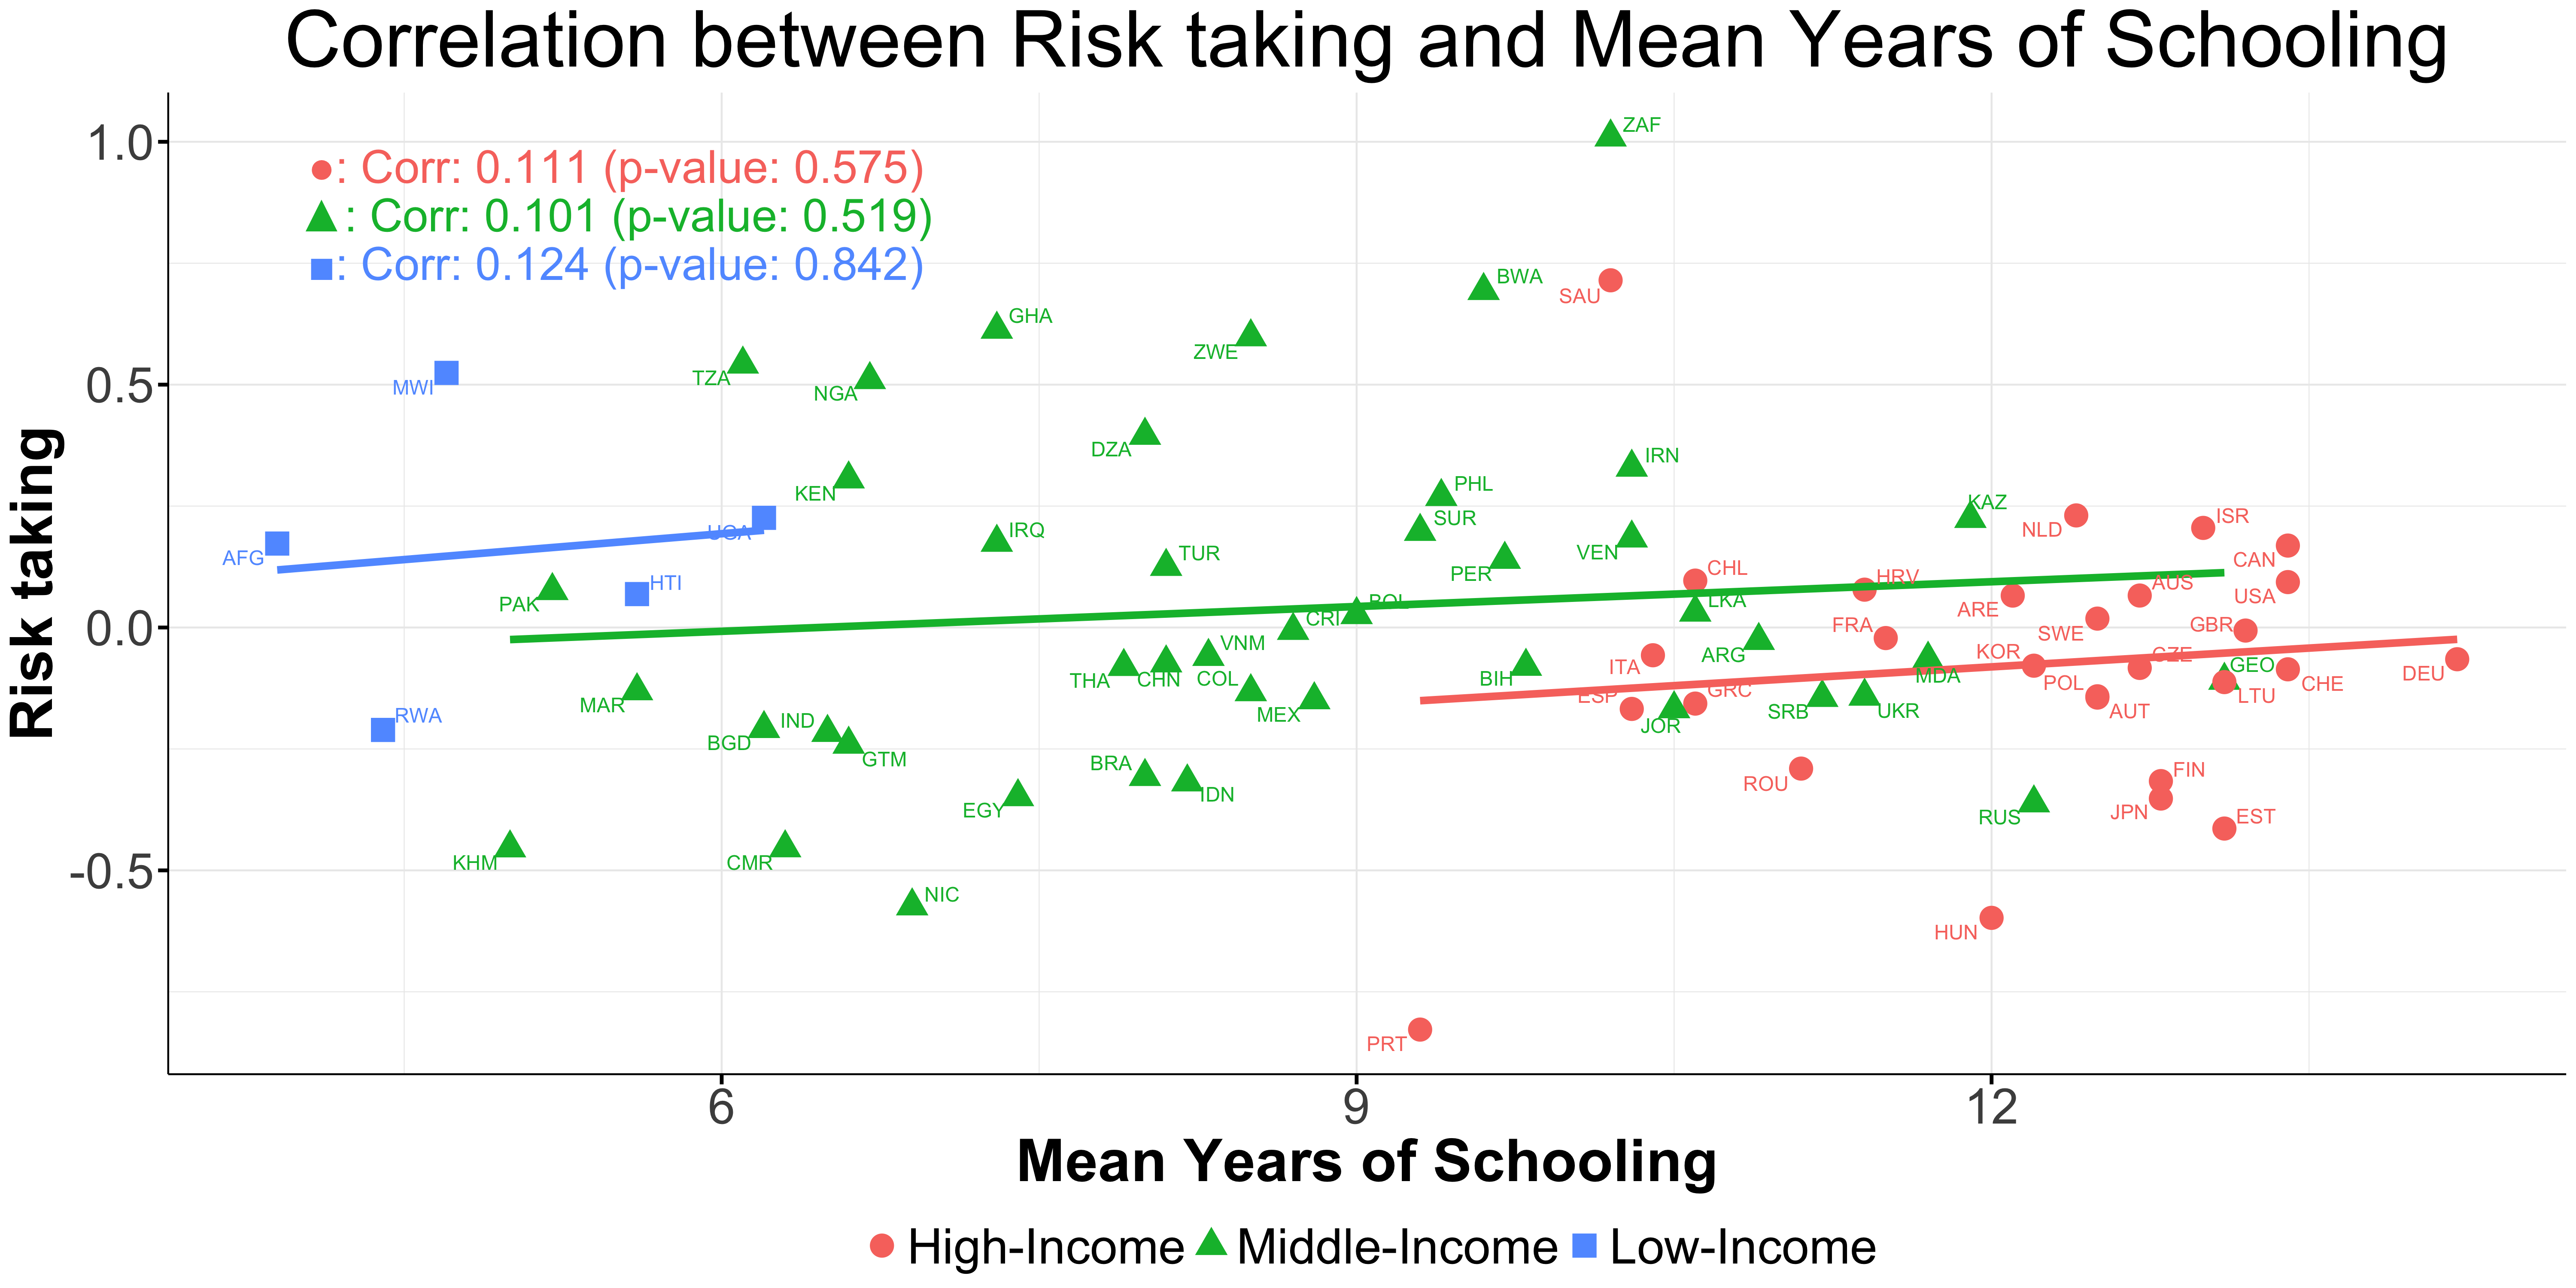 Correlation between Risk taking and Mean Years of Schooling
1.0
0.5
0.0
-0.5
Risk taking
: Corr: 0.111 (p-value: 0.575)
: Corr: 0.101 (p-value: 0.519)
: Corr: 0.124 (p-value: 0.842)
ZAF
BWA
SAU
GHA
ZWE
TZA
MWI
NGA
DZA
IRN
PHL
KEN
KAZ
SUR
ISR
UGA
IRQ
NLD
TUR
VEN
AFG
CAN
CHL
PER
HRV
HTI
AUS
USA
PAK
BOL
LKA
ARE
CRI
FRA
GBR
SWE
VNM
KOR
ARG
CZE
GEO
ITA
DEU
MDA
BIH
COL
CHN
THA
POL
CHE
GRC
ESP
LTU
MAR
UKR
SRB
AUT
MEX
RWA
IND
JOR
BGD
GTM
BRA
FIN
ROU
IDN
EGY
JPN
EST
RUS
KHM
CMR
NIC
HUN
PRT
6
9
12
Mean Years of Schooling
High-Income
Middle-Income
Low-Income